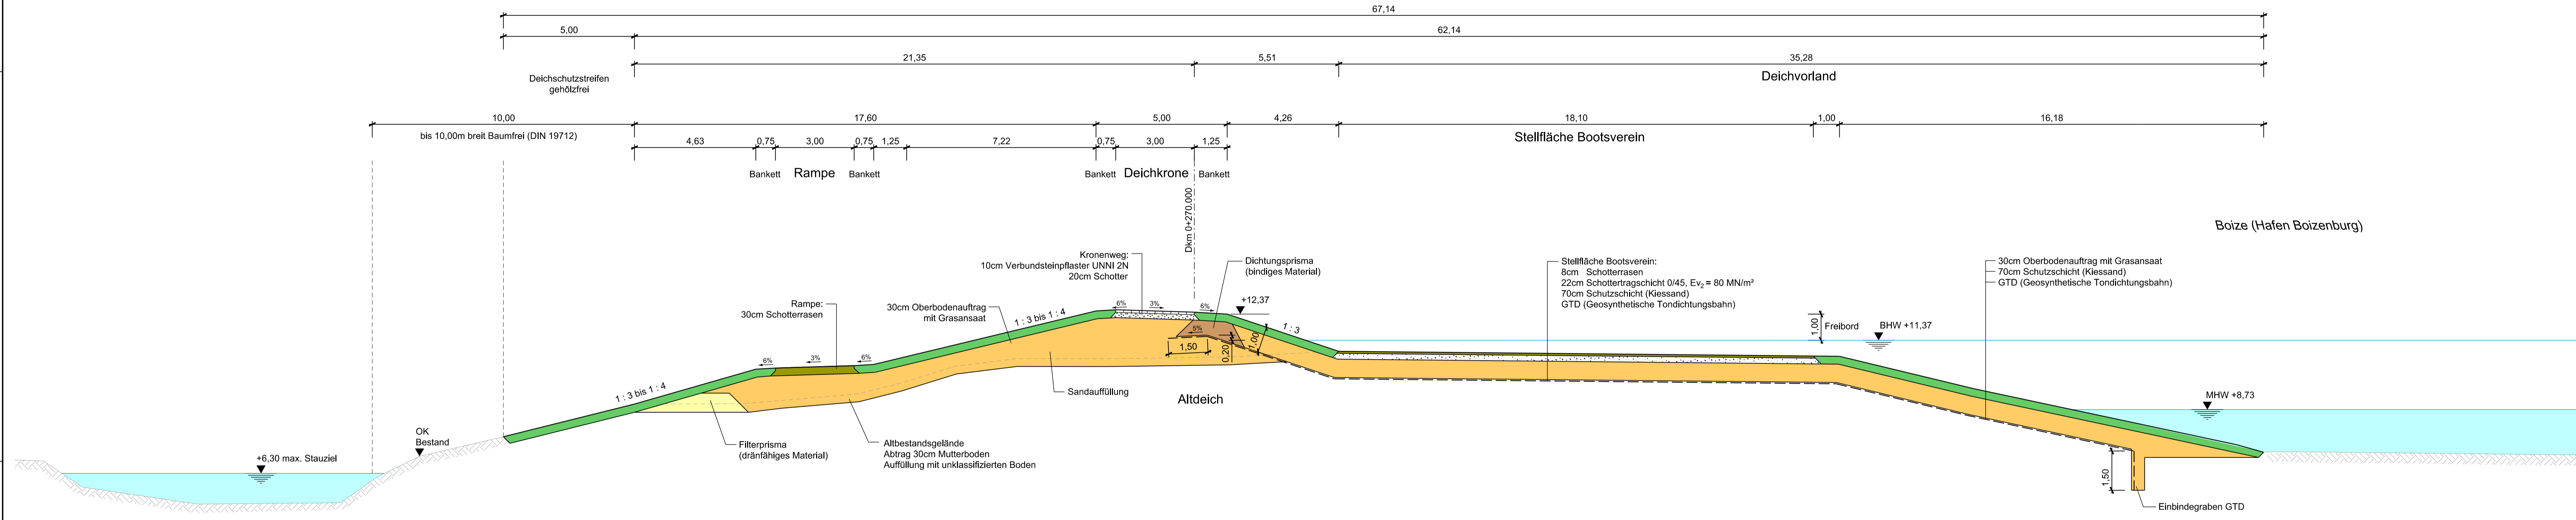 67,14
5,00
62,14
21,35
5,51
35,28
Deichschutzstreifen
gehölzfrei
Deichvorland
10,00
17,60
5,00
4,26
18,10
1,00
16,18
bis 10,00m breit Baumfrei (DIN 19712)
Stellfläche Bootsverein
4,63
0,75
3,00
0,75
1,25
7,22
0,75
3,00
1,25
Bankett
Rampe
Bankett
Bankett
Deichkrone
Bankett
Dkm 0+270.000
Boize (Hafen Boizenburg)
Kronenweg:
10cm Verbundsteinpflaster UNNI 2N
20cm Schotter
Dichtungsprisma
(bindiges Material)
Stellfläche Bootsverein:
8cm Schotterrasen
22cm Schottertragschicht 0/45, Ev₂ = 80 MN/m²
70cm Schutzschicht (Kiessand)
GTD (Geosynthetische Tondichtungsbahn)
30cm Oberbodenauftrag mit Grasansaat
70cm Schutzschicht (Kiessand)
GTD (Geosynthetische Tondichtungsbahn)
Rampe:
30cm Schotterrasen
30cm Oberbodenauftrag
mit Grasansaat
1 : 3 bis 1 : 4
6%
3%
6%
+12,37
1 : 3
5%
1,50
0,20
1,00
1,00
Freibord
BHW +11,37
6%
3%
6%
1 : 3 bis 1 : 4
Sandauffüllung
Altdeich
MHW +8,73
OK
Bestand
+6,30 max. Stauziel
Filterprisma
(dränfähiges Material)
Altbestandsgelände
Abtrag 30cm Mutterboden
Auffüllung mit unklassifizierten Boden
1,50
Einbindegraben GTD